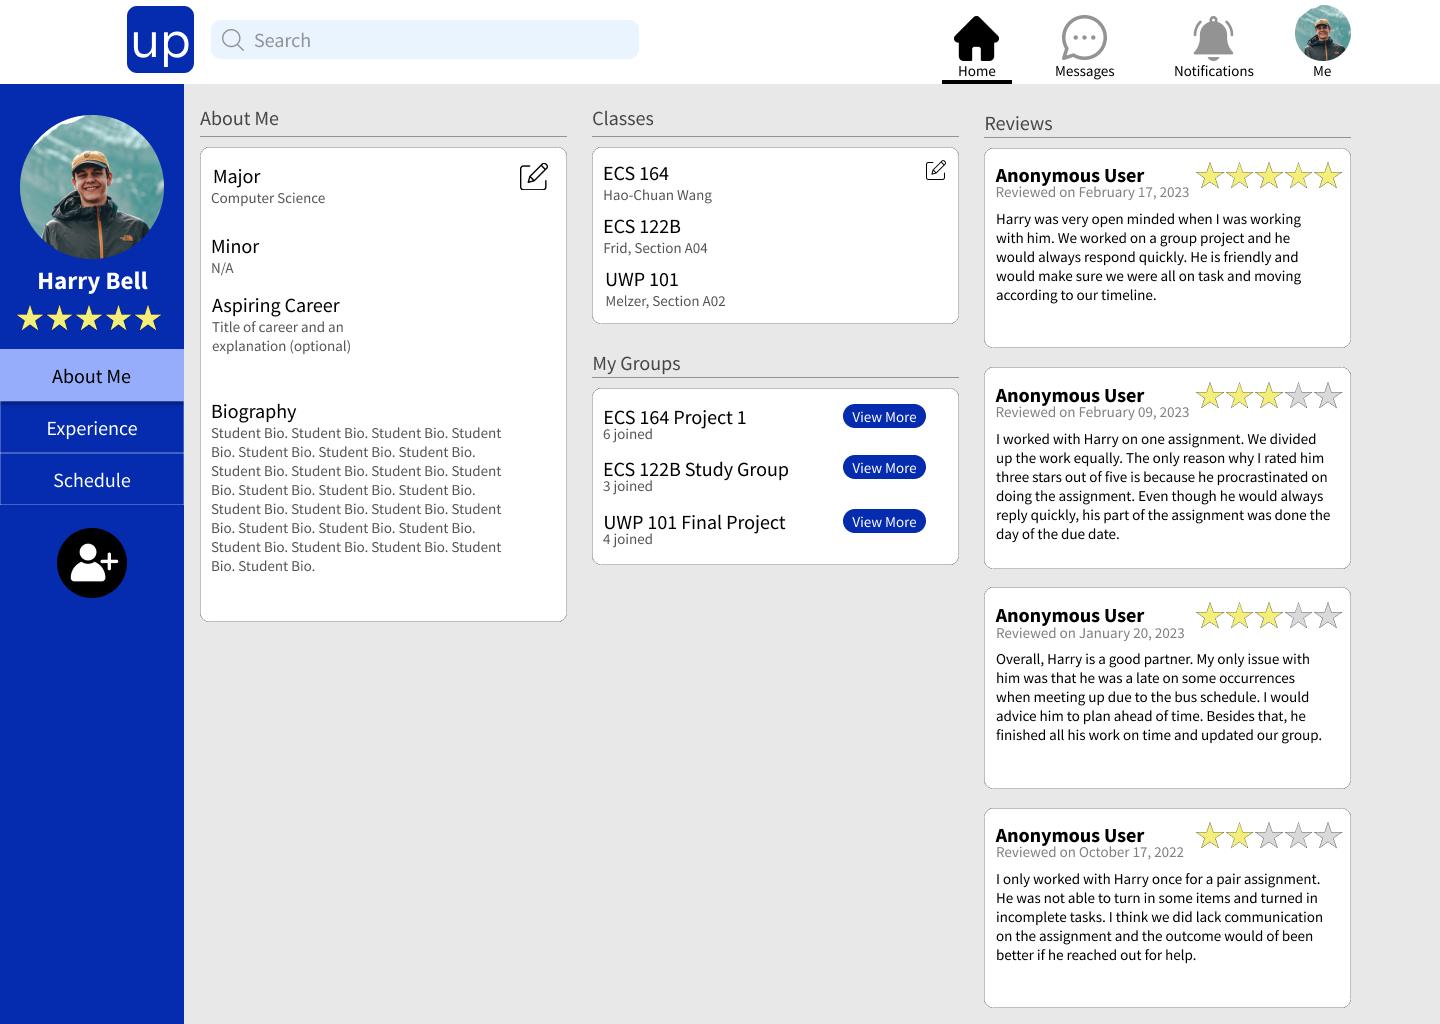 up
Search
Home
Messages
Notifications
Me
Harry Bell
About Me
Experience
Schedule
About Me
Major
Computer Science
Minor
N/A
Aspiring Career
Title of career and an
explanation (optional)
Biography
Student Bio. Student Bio. Student Bio. Student
Bio. Student Bio. Student Bio. Student Bio.
Student Bio. Student Bio. Student Bio. Student
Bio. Student Bio. Student Bio. Student Bio.
Student Bio. Student Bio. Student Bio. Student
Bio. Student Bio. Student Bio. Student Bio.
Student Bio. Student Bio. Student Bio. Student
Bio. Student Bio.
Classes
ECS 164
Hao-Chuan Wang
ECS 122B
Frid, Section A04
UWP 101
Melzer, Section A02
My Groups
ECS 164 Project 1
6 joined
View More
ECS 122B Study Group
3 joined
View More
UWP 101 Final Project
4 joined
View More
Reviews
Anonymous User
Reviewed on February 17, 2023
Harry was very open minded when I was working
with him. We worked on a group project and he
would always respond quickly. He is friendly and
would make sure we were all on task and moving
according to our timeline.
Anonymous User
Reviewed on February 09, 2023
I worked with Harry on one assignment. We divided
up the work equally. The only reason why I rated him
three stars out of five is because he procrastinated on
doing the assignment. Even though he would always
reply quickly, his part of the assignment was done the
day of the due date.
Anonymous User
Reviewed on January 20, 2023
Overall, Harry is a good partner. My only issue with
him was that he was a late on some occurrences
when meeting up due to the bus schedule. I would
advice him to plan ahead of time. Besides that, he
finished all his work on time and updated our group.
Anonymous User
Reviewed on October 17, 2022
I only worked with Harry once for a pair assignment.
He was not able to turn in some items and turned in
incomplete tasks. I think we did lack communication
on the assignment and the outcome would of been
better if he reached out for help.